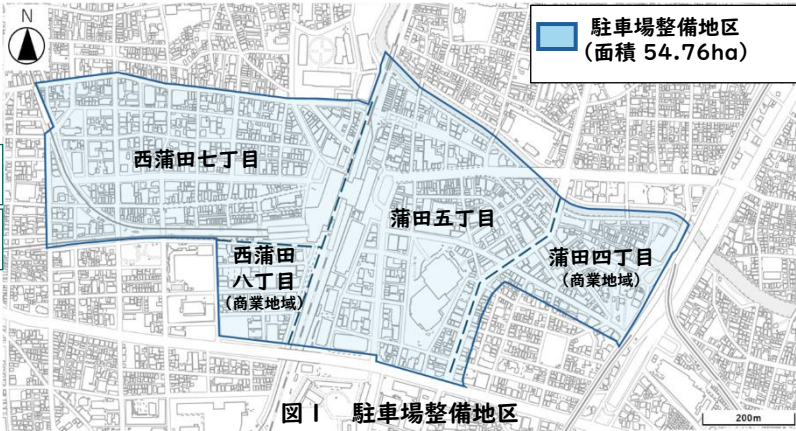 N
駐車場整備地区
(面積 54.76ha)
西蒲田七丁目
蒲田五丁目
西蒲田
八丁目
(商業地域)
蒲田四丁目
(商業地域)
図1 駐車場整備地区
200m